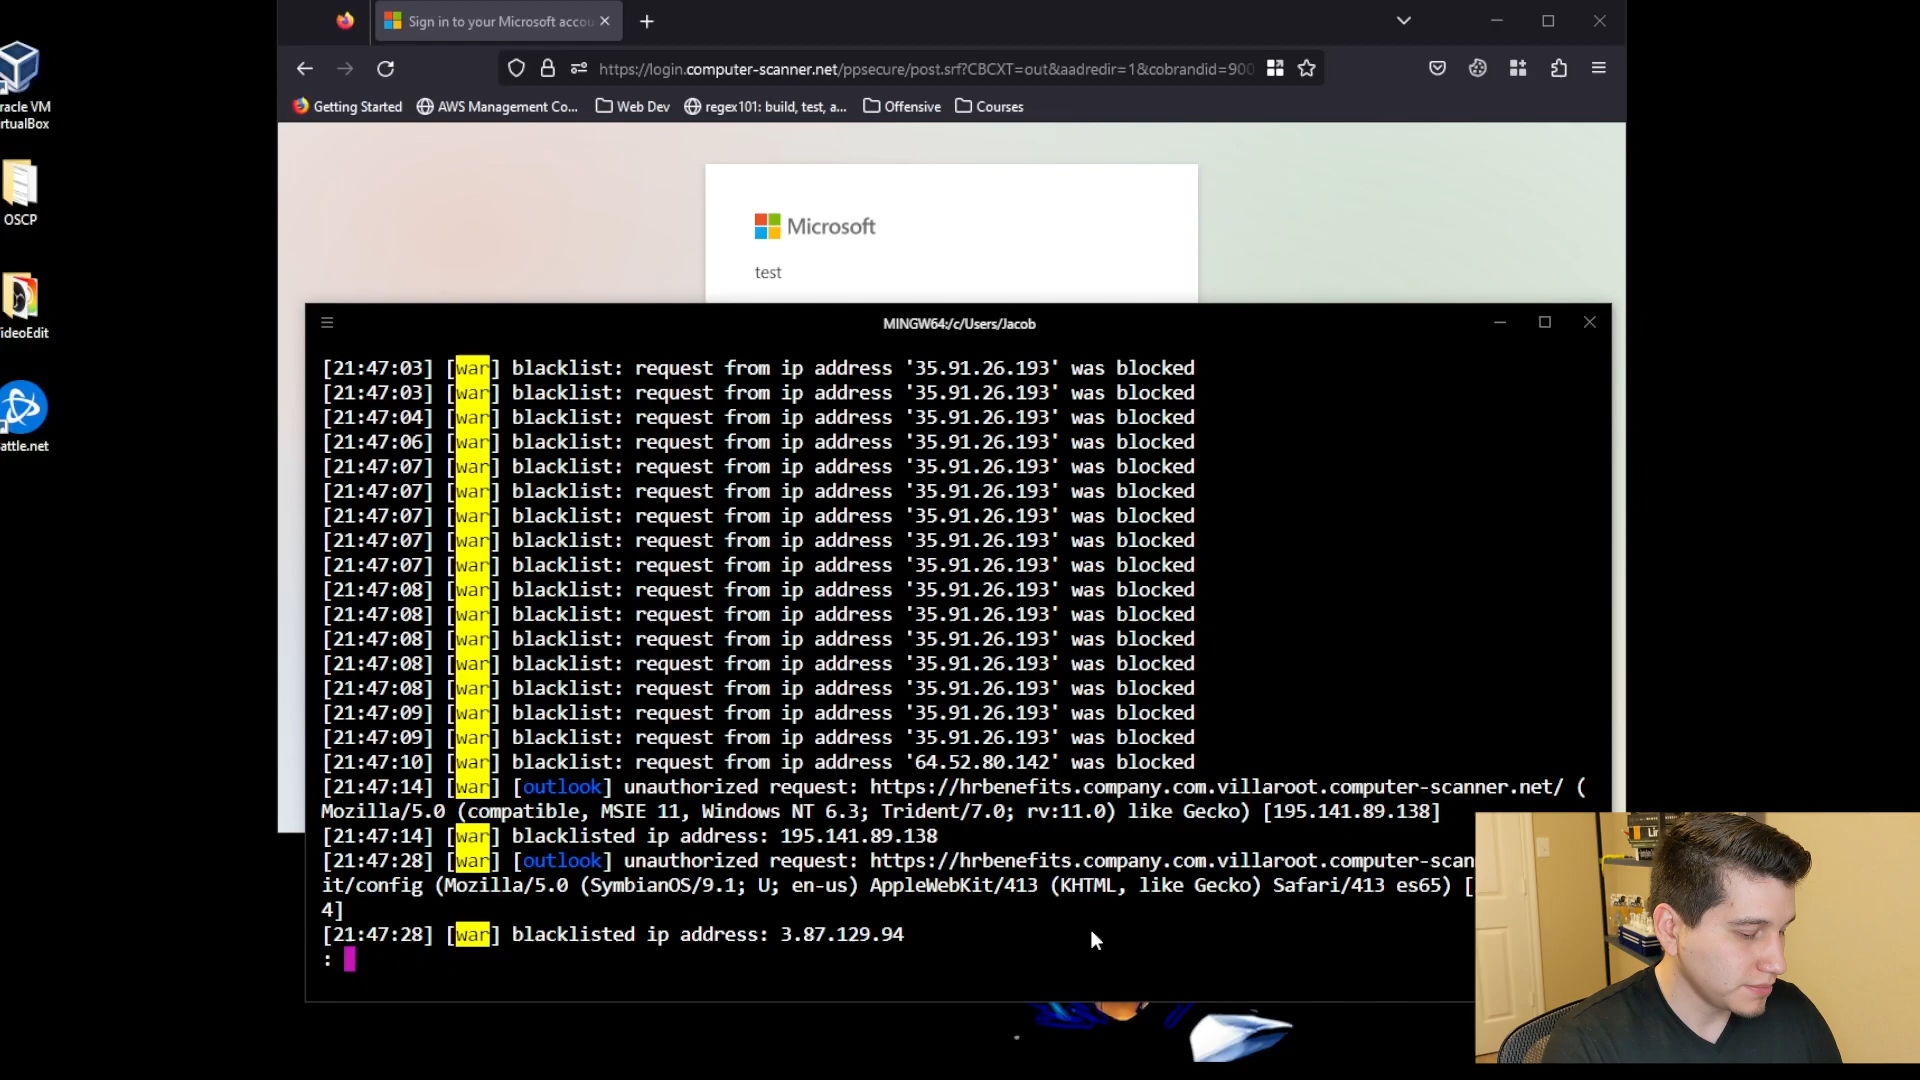 Sign in to your Microsoft accou
https://login.computer-scanner.net/ppsecure/post.srf?CBCXT=out&aadredir=1&cobrandid=900
Getting Started AWS Management Co... Web Dev regex101: build, test, a... Offensive Courses
racle VM
rtualBox
OSCP
ideoEdit
attle.net
Microsoft
test
MINGW64:/c/Users/Jacob
[21:47:03] [war] blacklist: request from ip address '35.91.26.193' was blocked
[21:47:03] [war] blacklist: request from ip address '35.91.26.193' was blocked
[21:47:04] [war] blacklist: request from ip address '35.91.26.193' was blocked
[21:47:06] [war] blacklist: request from ip address '35.91.26.193' was blocked
[21:47:07] [war] blacklist: request from ip address '35.91.26.193' was blocked
[21:47:07] [war] blacklist: request from ip address '35.91.26.193' was blocked
[21:47:07] [war] blacklist: request from ip address '35.91.26.193' was blocked
[21:47:07] [war] blacklist: request from ip address '35.91.26.193' was blocked
[21:47:07] [war] blacklist: request from ip address '35.91.26.193' was blocked
[21:47:08] [war] blacklist: request from ip address '35.91.26.193' was blocked
[21:47:08] [war] blacklist: request from ip address '35.91.26.193' was blocked
[21:47:08] [war] blacklist: request from ip address '35.91.26.193' was blocked
[21:47:08] [war] blacklist: request from ip address '35.91.26.193' was blocked
[21:47:08] [war] blacklist: request from ip address '35.91.26.193' was blocked
[21:47:09] [war] blacklist: request from ip address '35.91.26.193' was blocked
[21:47:09] [war] blacklist: request from ip address '35.91.26.193' was blocked
[21:47:10] [war] blacklist: request from ip address '64.52.80.142' was blocked
[21:47:14] [war] [outlook] unauthorized request: https://hrbenefits.company.com.villaroot.computer-scanner.net/ (
Mozilla/5.0 (compatible, MSIE 11, Windows NT 6.3; Trident/7.0; rv:11.0) like Gecko) [195.141.89.138]
[21:47:14] [war] blacklisted ip address: 195.141.89.138
[21:47:28] [war] [outlook] unauthorized request: https://hrbenefits.company.com.villaroot.computer-scan
it/config (Mozilla/5.0 (SymbianOS/9.1; U; en-us) AppleWebKit/413 (KHTML, like Gecko) Safari/413 es65) [
4]
[21:47:28] [war] blacklisted ip address: 3.87.129.94
: